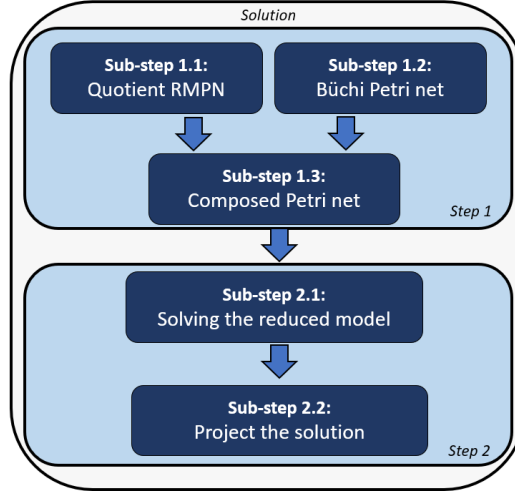 Solution
Sub-step 1.1:
Quotient RMPN
Sub-step 1.2:
Büchi Petri net
Sub-step 1.3:
Composed Petri net
Step 1
Sub-step 2.1:
Solving the reduced model
Sub-step 2.2:
Project the solution
Step 2